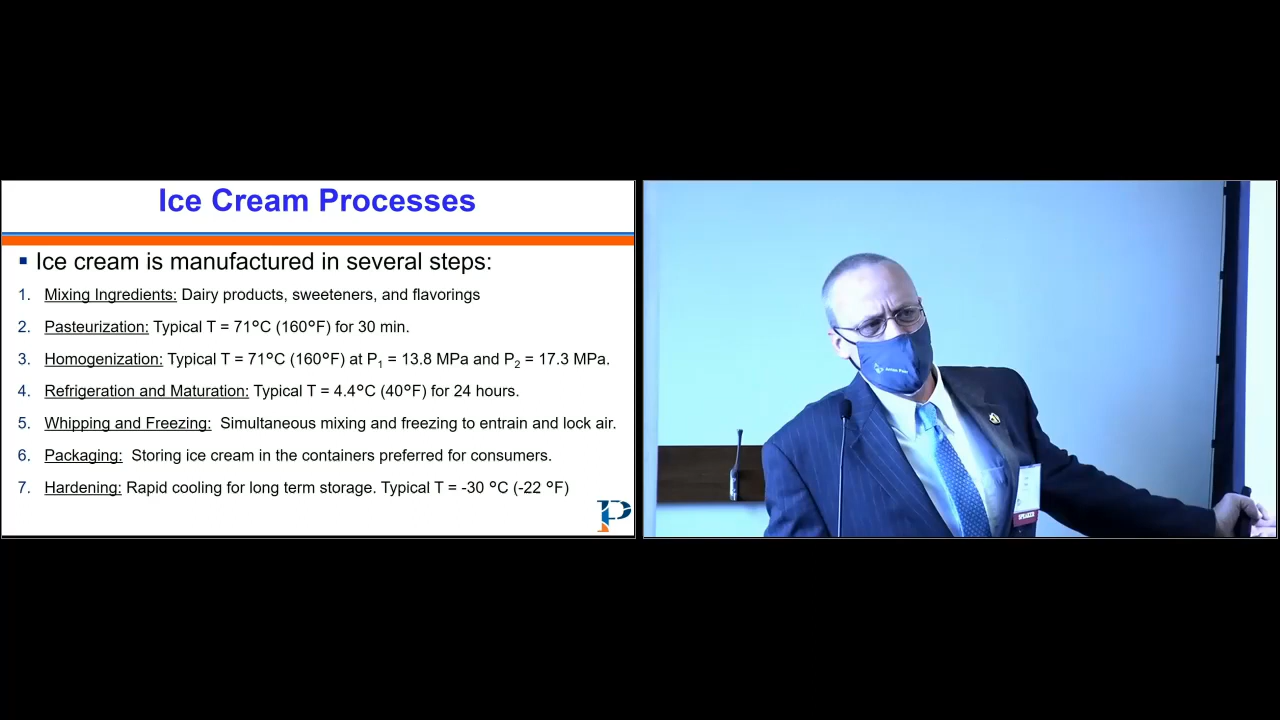 Ice Cream Processes
▪ Ice cream is manufactured in several steps:
1. Mixing Ingredients: Dairy products, sweeteners, and flavorings
2. Pasteurization: Typical T = 71°C (160°F) for 30 min.
3. Homogenization: Typical T = 71°C (160°F) at P1 = 13.8 MPa and P2 = 17.3 MPa.
4. Refrigeration and Maturation: Typical T = 4.4°C (40°F) for 24 hours.
5. Whipping and Freezing: Simultaneous mixing and freezing to entrain and lock air.
6. Packaging: Storing ice cream in the containers preferred for consumers.
7. Hardening: Rapid cooling for long term storage. Typical T = -30 °C (-22 °F)
P
SPEAKER